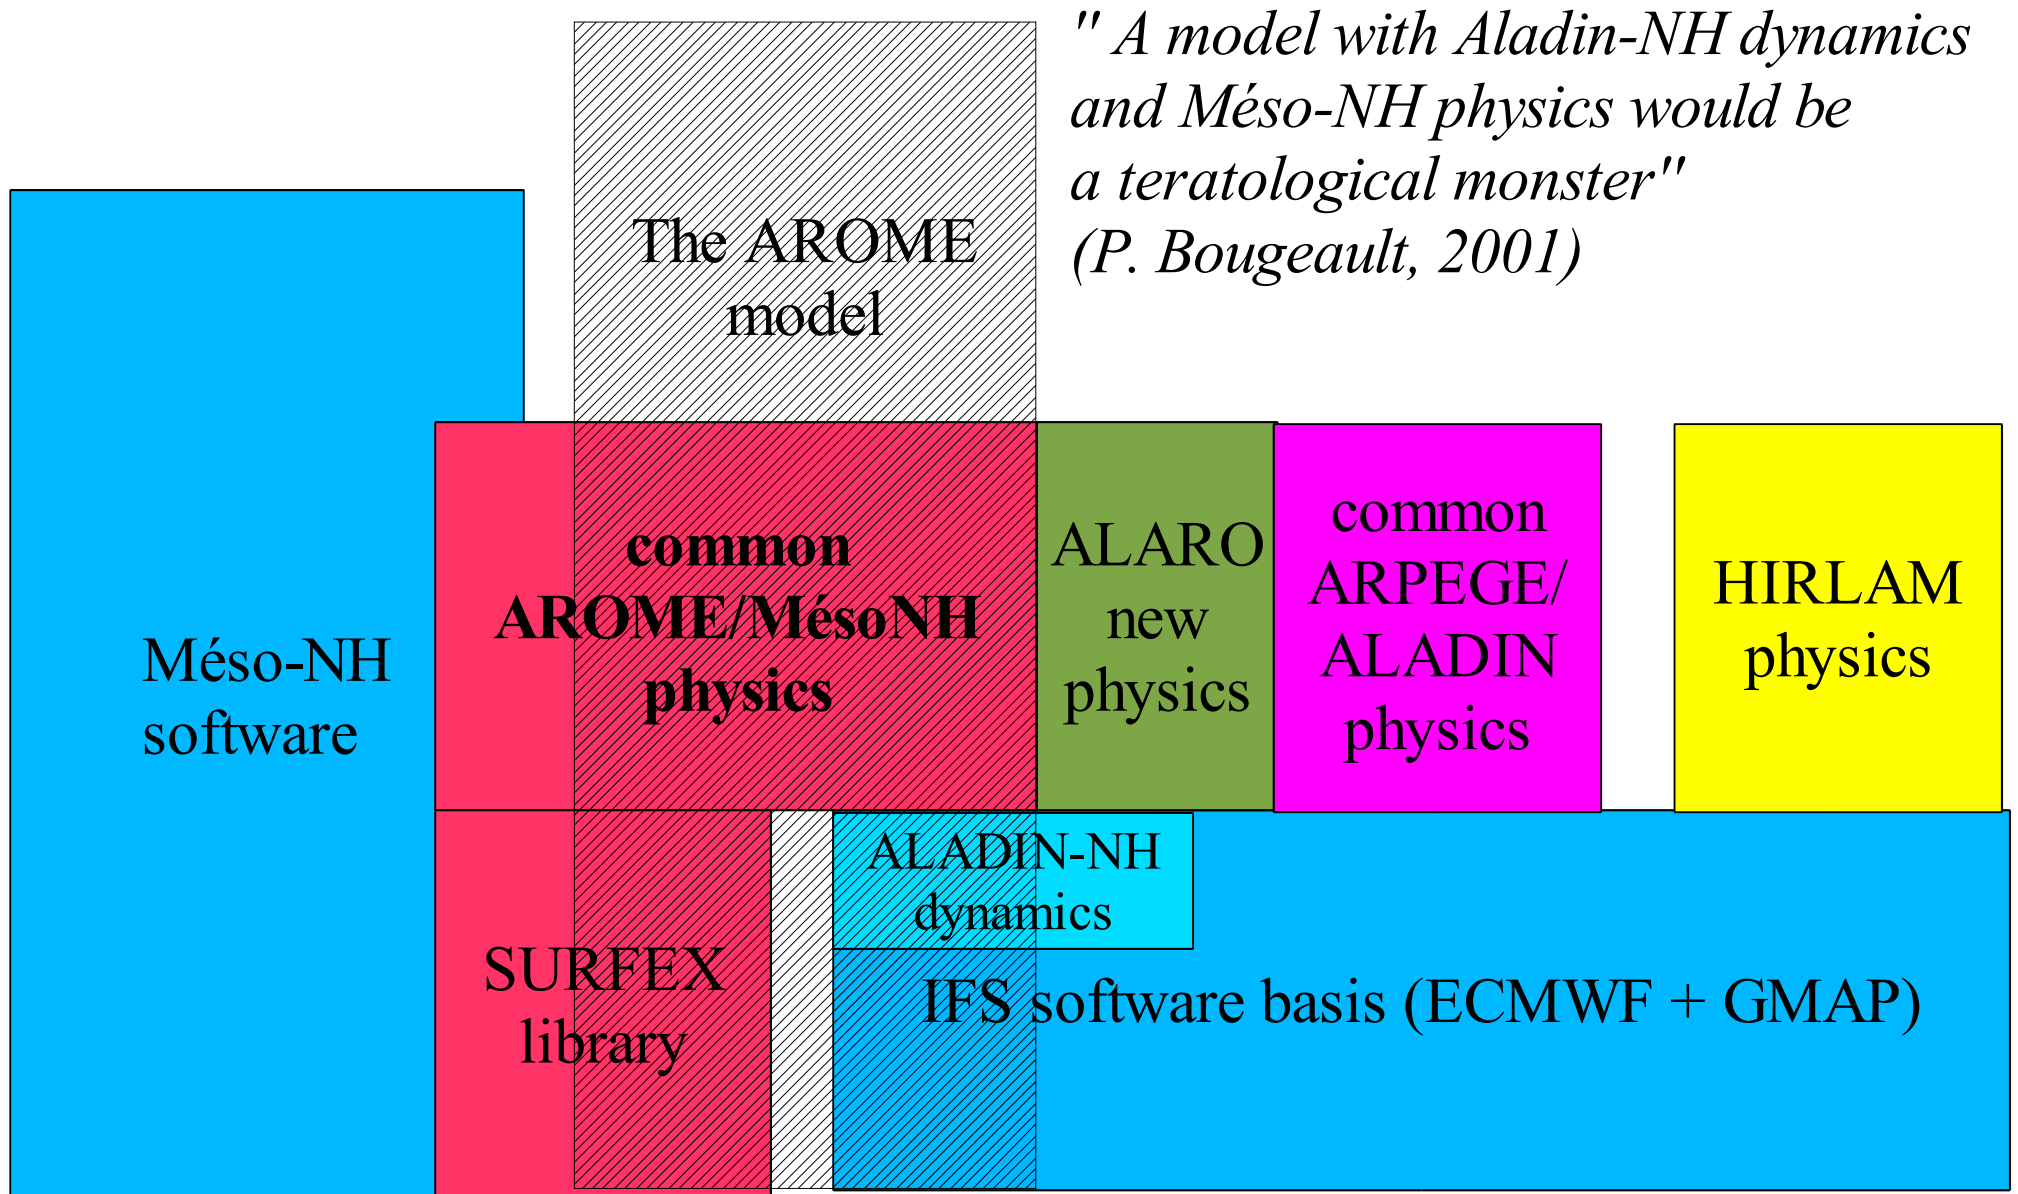 " A model with Aladin-NH dynamics
and Méso-NH physics would be
a teratological monster"
(P. Bougeault, 2001)
The AROME
model
Méso-NH
software
common
AROME/MésoNH
physics
ALARO
new
physics
common
ARPEGE/
ALADIN
physics
HIRLAM
physics
SURFEX
library
ALADIN-NH
dynamics
IFS software basis (ECMWF + GMAP)